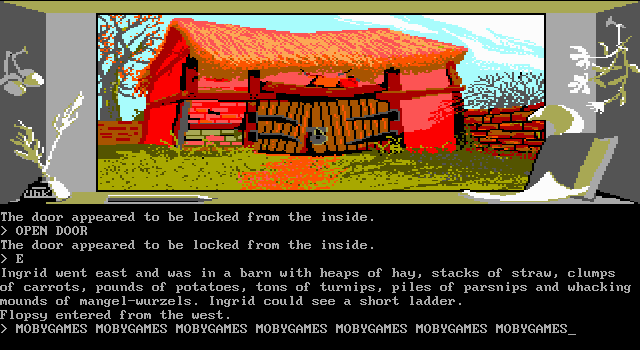 The door appeared to be locked from the inside.
> OPEN DOOR
The door appeared to be locked from the inside.
> E
Ingrid went east and was in a barn with heaps of hay, stacks of straw, clumps
of carrots, pounds of potatoes, tons of turnips, piles of parsnips and whacking
mounds of mangel-wurzels. Ingrid could see a short ladder.
Flopsy entered from the west.
> MOBYGAMES MOBYGAMES MOBYGAMES MOBYGAMES MOBYGAMES MOBYGAMES MOBYGAMES_